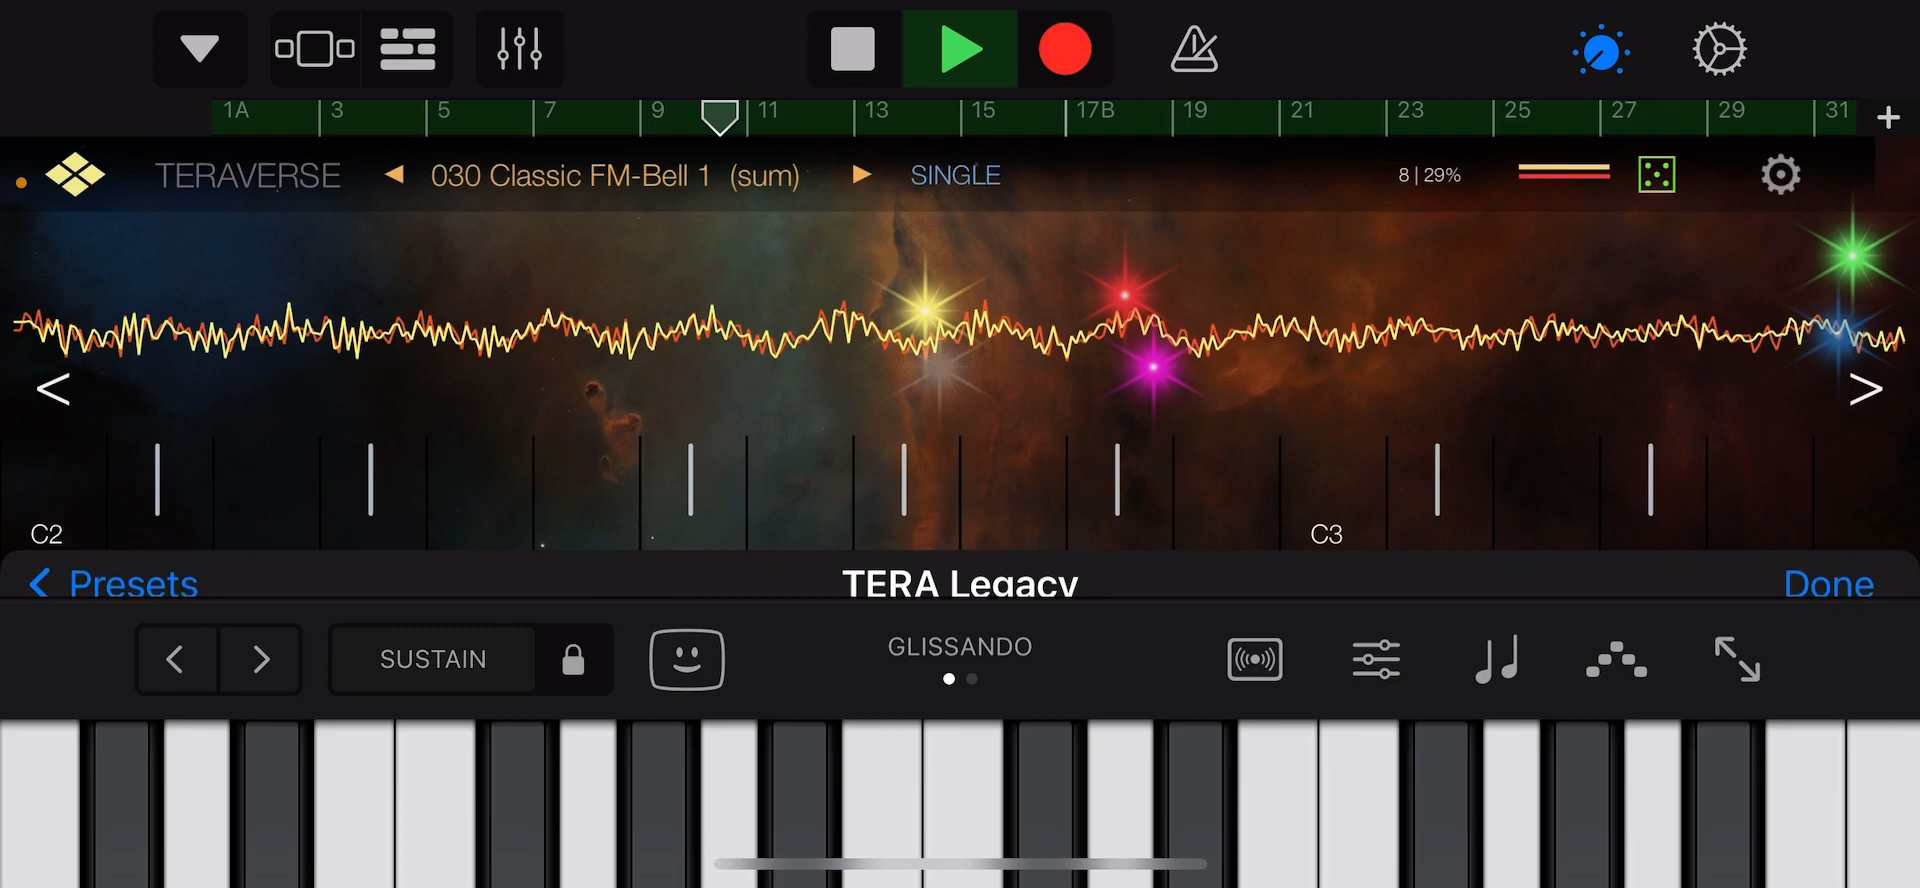 1A 3 5 7 9 11 13 15 17B 19 21 23 25 27 29 31
TERAVERSE 030 Classic FM-Bell 1 (sum) SINGLE 8 | 29%
C2 C3
Presets TERA Legacy Done
SUSTAIN GLISSANDO